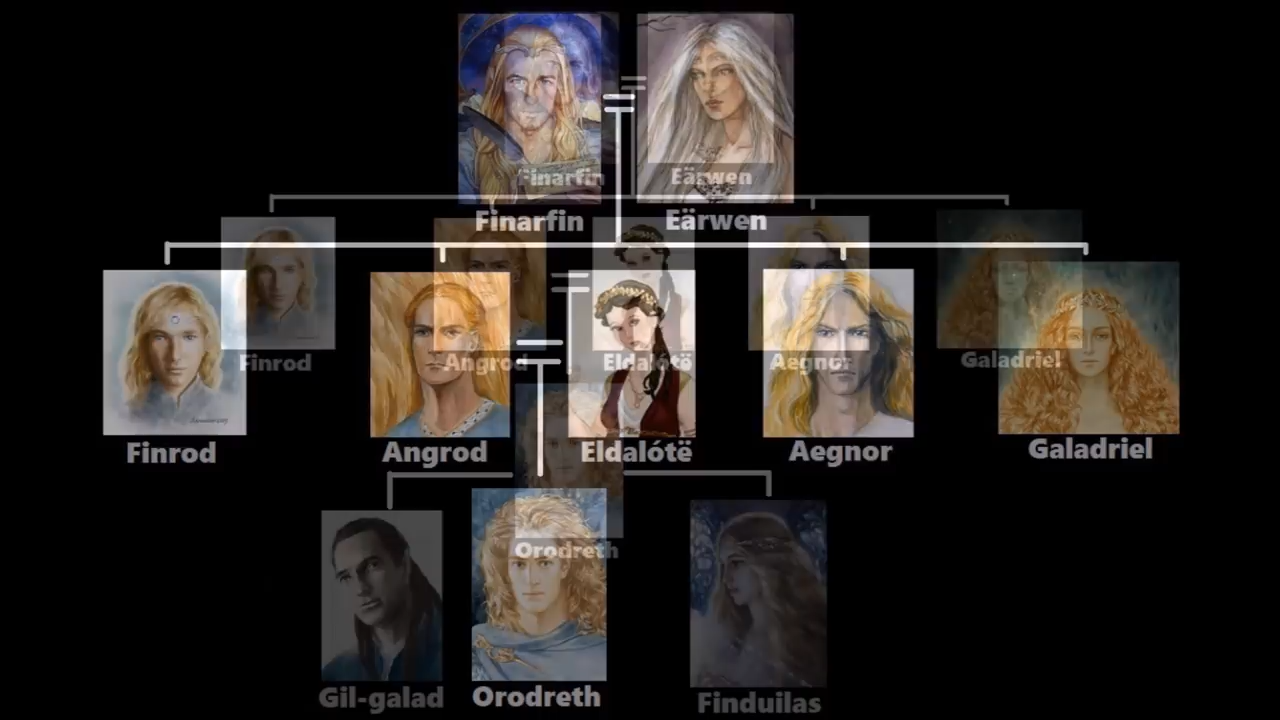 Finarfin Eärwen
Finarfin Eärwen
Finrod Angrod Eldalótë Aegnor Galadriel
Finrod Angrod Eldalótë Aegnor Galadriel
Orodreth
Gil-galad Orodreth Finduilas